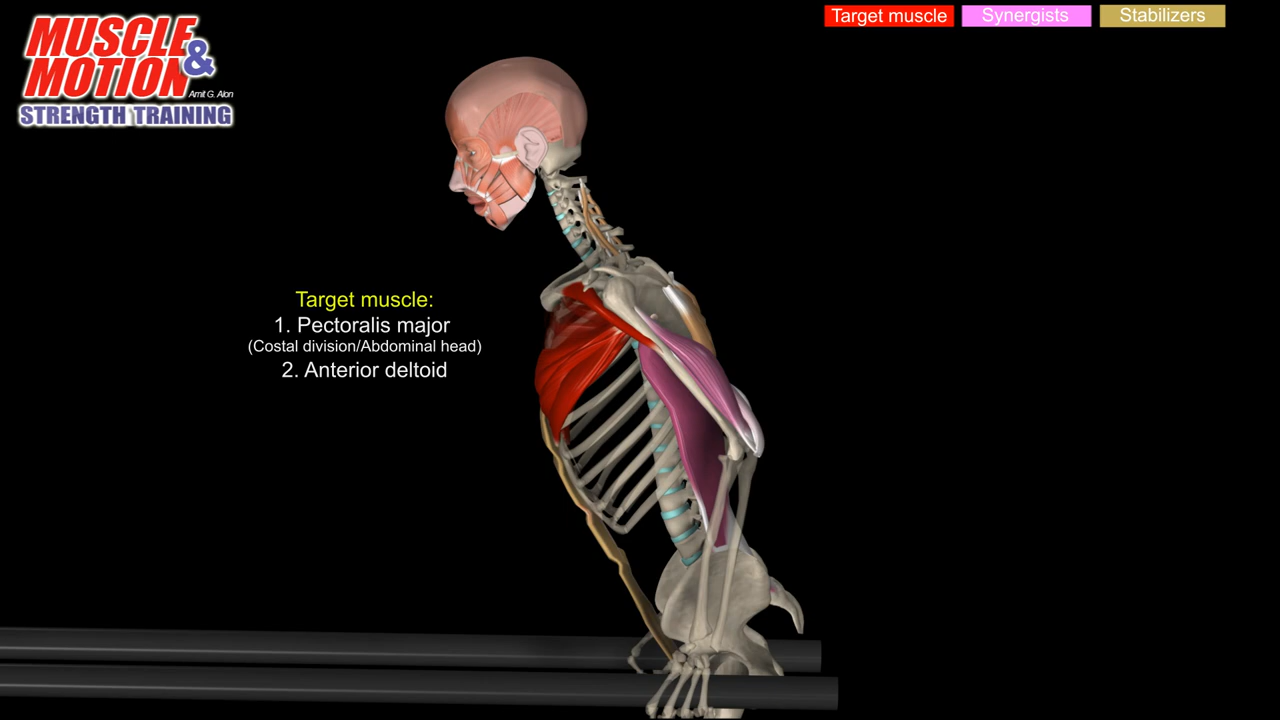 MUSCLE
&
MOTION
Amit G. Alon
STRENGTH TRAINING
Target muscle
Synergists
Stabilizers
Target muscle:
1. Pectoralis major
(Costal division/Abdominal head)
2. Anterior deltoid